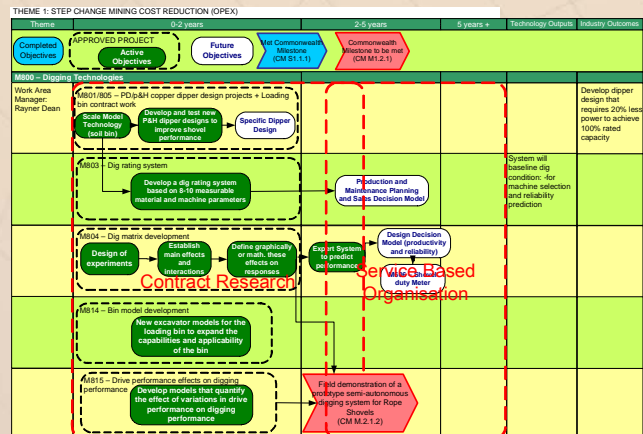 THEME 1: STEP CHANGE MINING COST REDUCTION (OPEX)
Theme
0-2 years
2-5 years
5 years +
Technology Outputs
Industry Outcomes
Completed
Objectives
APPROVED PROJECT
Active
Objectives
Future
Objectives
Met Commonwealth
Milestone
(CM S1.1.1)
Commonwealth
Milestone to be met
(CM M1.2.1)
M800 – Digging Technologies
Work Area
Manager:
Rayner Dean
M801/805 – PD/p&H copper dipper design projects + Loading
bin contract work
Scale Model
Technology
(soil bin)
Develop and test new
P&H dipper designs to
improve shovel
performance
Specific Dipper
Design
Develop dipper
design that
requires 20% less
power to achieve
100% rated
capacity
M803 – Dig rating system
Develop a dig rating system
based on 8-10 measurable
material and machine parameters
Production and
Maintenance Planning
and Sales Decision Model
System will
baseline dig
condition: -for
machine selection
and reliability
prediction
M804 – Dig matrix development
Design of
experiments
Establish
main effects
and
interactions
Define graphically
or math. these
effects on
responses
Expert System
to predict
performance
Design Decision
Model (productivity
and reliability)
Shovel
duty Meter
Contract Research
Service Based
Organisation
M814 – Bin model development
New excavator models for the
loading bin to expand the
capabilities and applicability
of the bin
M815 – Drive performance effects on digging
performance
Develop models that quantify
the effect of variations in drive
performance on digging
performance
Field demonstration of a
prototype semi-autonomous
digging system for Rope
Shovels
(CM M.2.1.2)